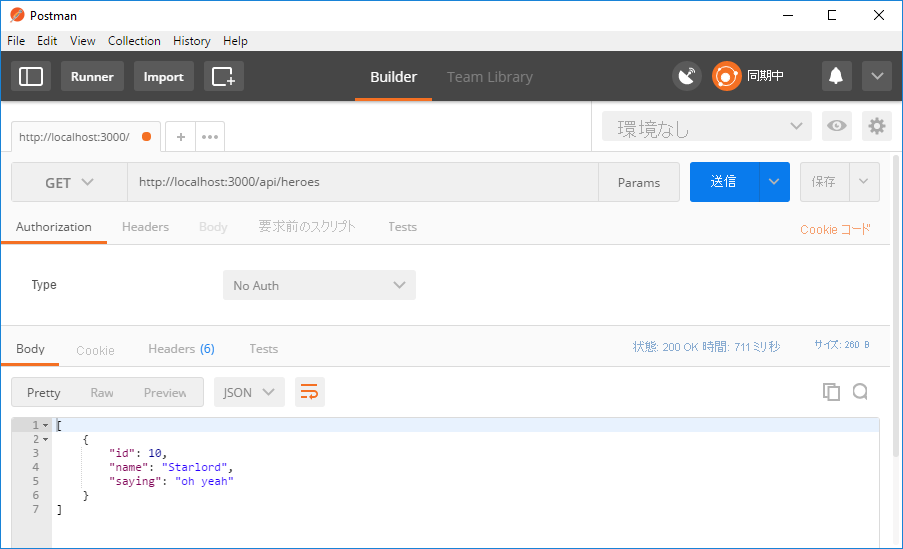 Postman
File Edit View Collection History Help
Runner Import Builder Team Library 同期中
http://localhost:3000/ + ••• 環境なし
GET http://localhost:3000/api/heroes Params 送信 保存
Authorization Headers Body 要求前のスクリプト Tests Cookie コード
Type No Auth
Body Cookie Headers (6) Tests 状態: 200 OK 時間: 711 ミリ秒 サイズ: 260 B
Pretty Raw Preview JSON
1 [
2 {
3 "id": 10,
4 "name": "Starlord",
5 "saying": "oh yeah"
6 }
7 ]